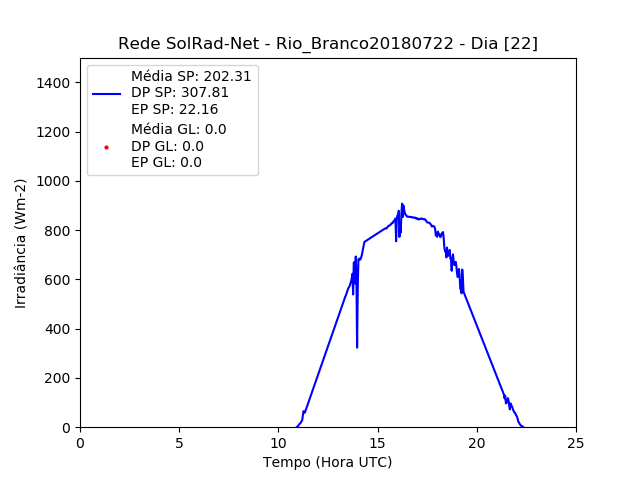 Rede SolRad-Net - Rio_Branco20180722 - Dia [22]
Média SP: 202.31
DP SP: 307.81
EP SP: 22.16
Média GL: 0.0
DP GL: 0.0
EP GL: 0.0
Irradiância (Wm-2)
1400
1200
1000
800
600
400
200
0
0 5 10 15 20 25
Tempo (Hora UTC)